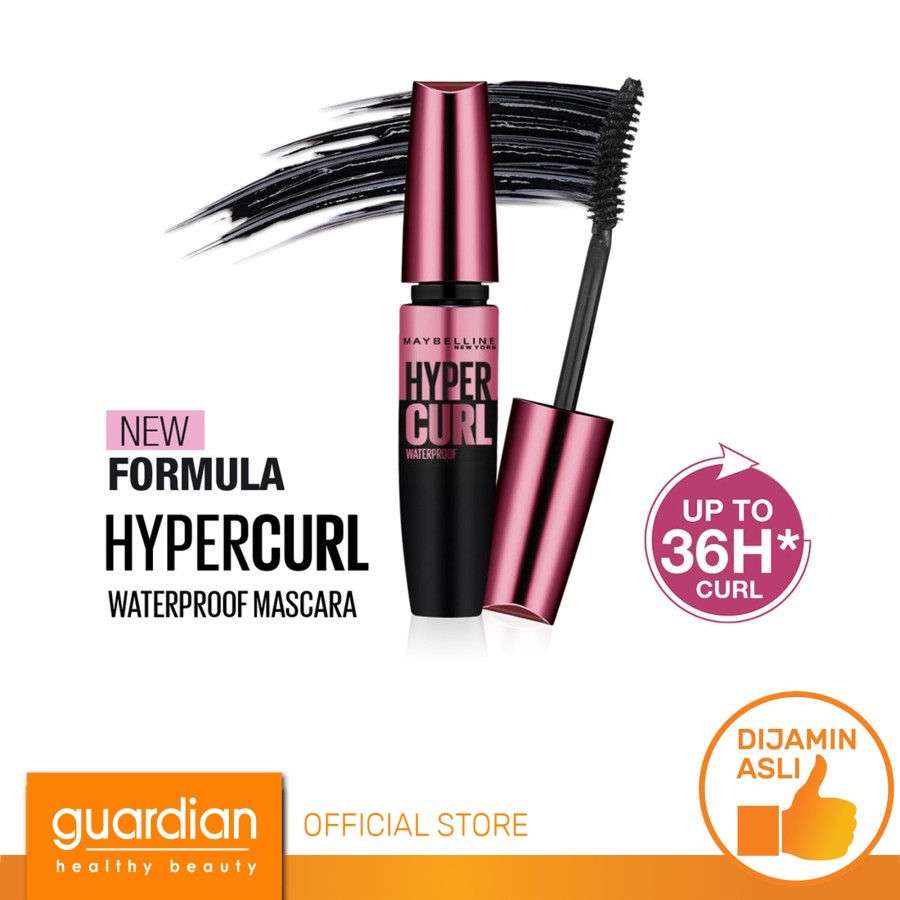 MAYBELLINE
NEW YORK
HYPER
CURL
WATERPROOF
NEW
FORMULA
HYPERCURL
WATERPROOF MASCARA
UP TO
36H*
CURL
DIJAMIN
ASLI
guardian
healthy beauty
OFFICIAL STORE